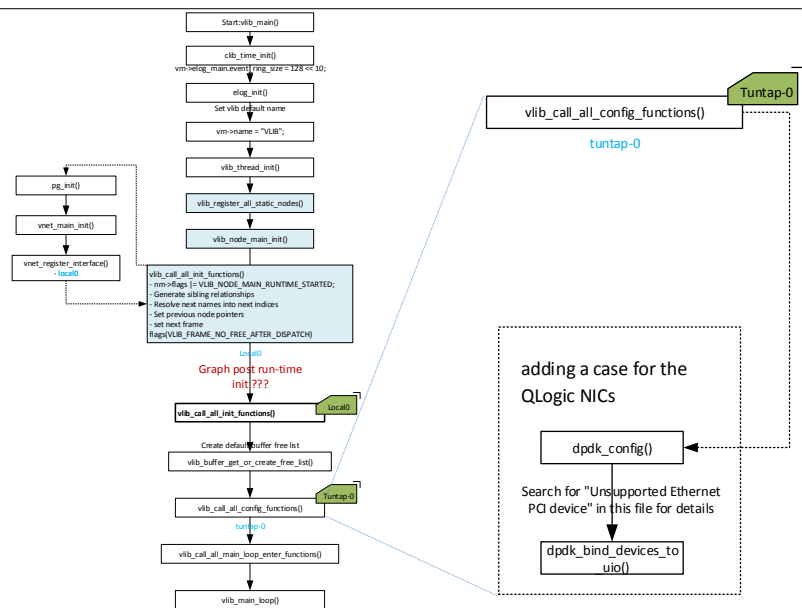 Start:vlib_main()
clib_time_init()
vm->elog_main.event_ring_size = 128 << 10;
elog_init()
Set vlib default name
vm->name = "VLIB";
vlib_thread_init()
vlib_register_all_static_nodes()
vlib_node_main_init()
pg_init()
vnet_main_init()
vnet_register_interface()
- local0
vlib_call_all_init_functions()
- nm->flags |= VLIB_NODE_MAIN_RUNTIME_STARTED;
- Generate sibling relationships
- Resolve next names into next indices
- Set previous node pointers
- set next frame
flags(VLIB_FRAME_NO_FREE_AFTER_DISPATCH)
Local0
Graph post run-time
init ???
Local0
vlib_call_all_init_functions()
Create default buffer free list
vlib_buffer_get_or_create_free_list()
Tuntap-0
vlib_call_all_config_functions()
tuntap-0
vlib_call_all_main_loop_enter_functions()
vlib_main_loop()
Tuntap-0
vlib_call_all_config_functions()
tuntap-0
adding a case for the
QLogic NICs
dpdk_config()
Search for "Unsupported Ethernet
PCI device" in this file for details
dpdk_bind_devices_to
_uio()